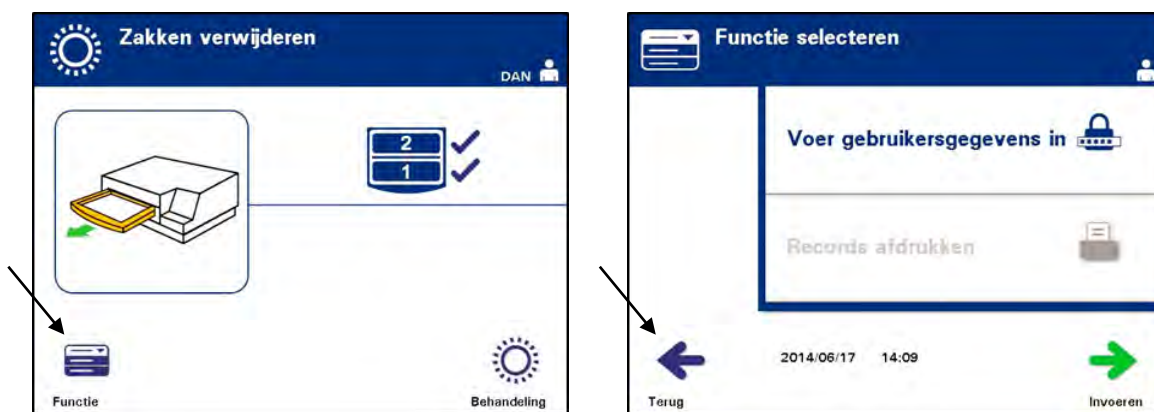 Zakken verwijderen
DAN
2
1
Functie
Behandeling
Functie selecteren
Voer gebruikersgegevens in
Records afdrukken
2014/06/17 14:09
Terug
Invoeren